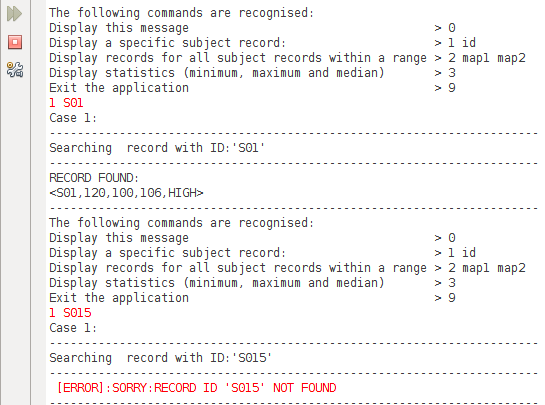 The following commands are recognised:
Display this message > 0
Display a specific subject record: > 1 id
Display records for all subject records within a range > 2 map1 map2
Display statistics (minimum, maximum and median) > 3
Exit the application > 9
1 S01
Case 1:
----------------------------------------------------------------------
Searching  record with ID:'S01'
----------------------------------------------------------------------
RECORD FOUND:
<S01,120,100,106,HIGH>
----------------------------------------------------------------------
The following commands are recognised:
Display this message > 0
Display a specific subject record: > 1 id
Display records for all subject records within a range > 2 map1 map2
Display statistics (minimum, maximum and median) > 3
Exit the application > 9
1 S015
Case 1:
----------------------------------------------------------------------
Searching  record with ID:'S015'
----------------------------------------------------------------------
[ERROR]:SORRY:RECORD ID 'S015' NOT FOUND
----------------------------------------------------------------------